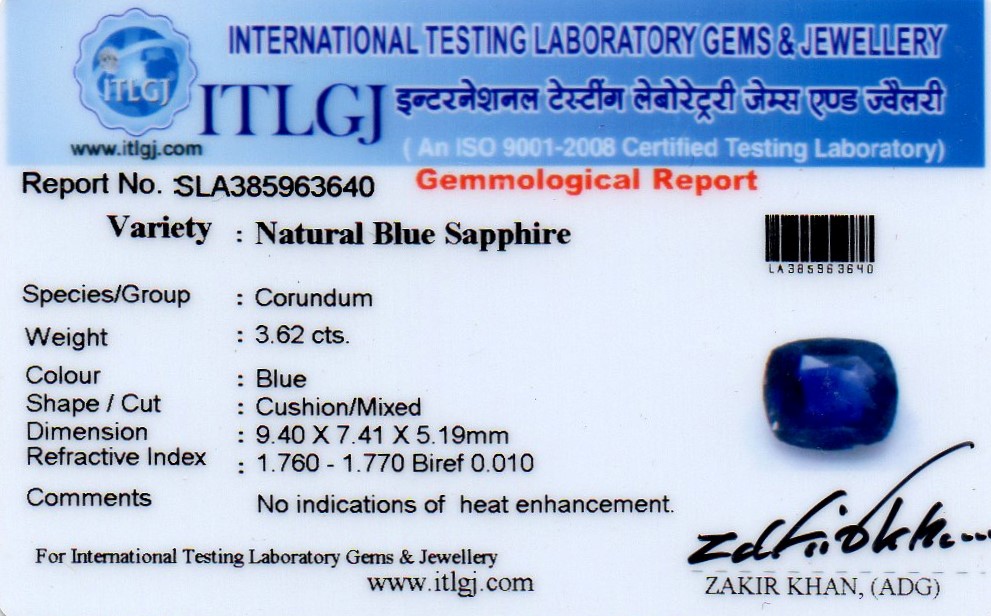 INTERNATIONAL TESTING LABORATORY GEMS & JEWELLERY
ITLGJ
ITLGJ इन्टरनेशनल टेस्टींग लेबोरेट्ररी जेम्स एण्ड ज्वैलरी
www.itlgj.com
( An ISO 9001-2008 Certified Testing Laboratory)
Report No. :SLA385963640 Gemmological Report
Variety : Natural Blue Sapphire
LA385963640
Species/Group : Corundum
Weight : 3.62 cts.
Colour : Blue
Shape / Cut : Cushion/Mixed
Dimension : 9.40 X 7.41 X 5.19mm
Refractive Index : 1.760 - 1.770 Biref 0.010
Comments No indications of heat enhancement.
For International Testing Laboratory Gems & Jewellery
www.itlgj.com
ZAKIR KHAN, (ADG)